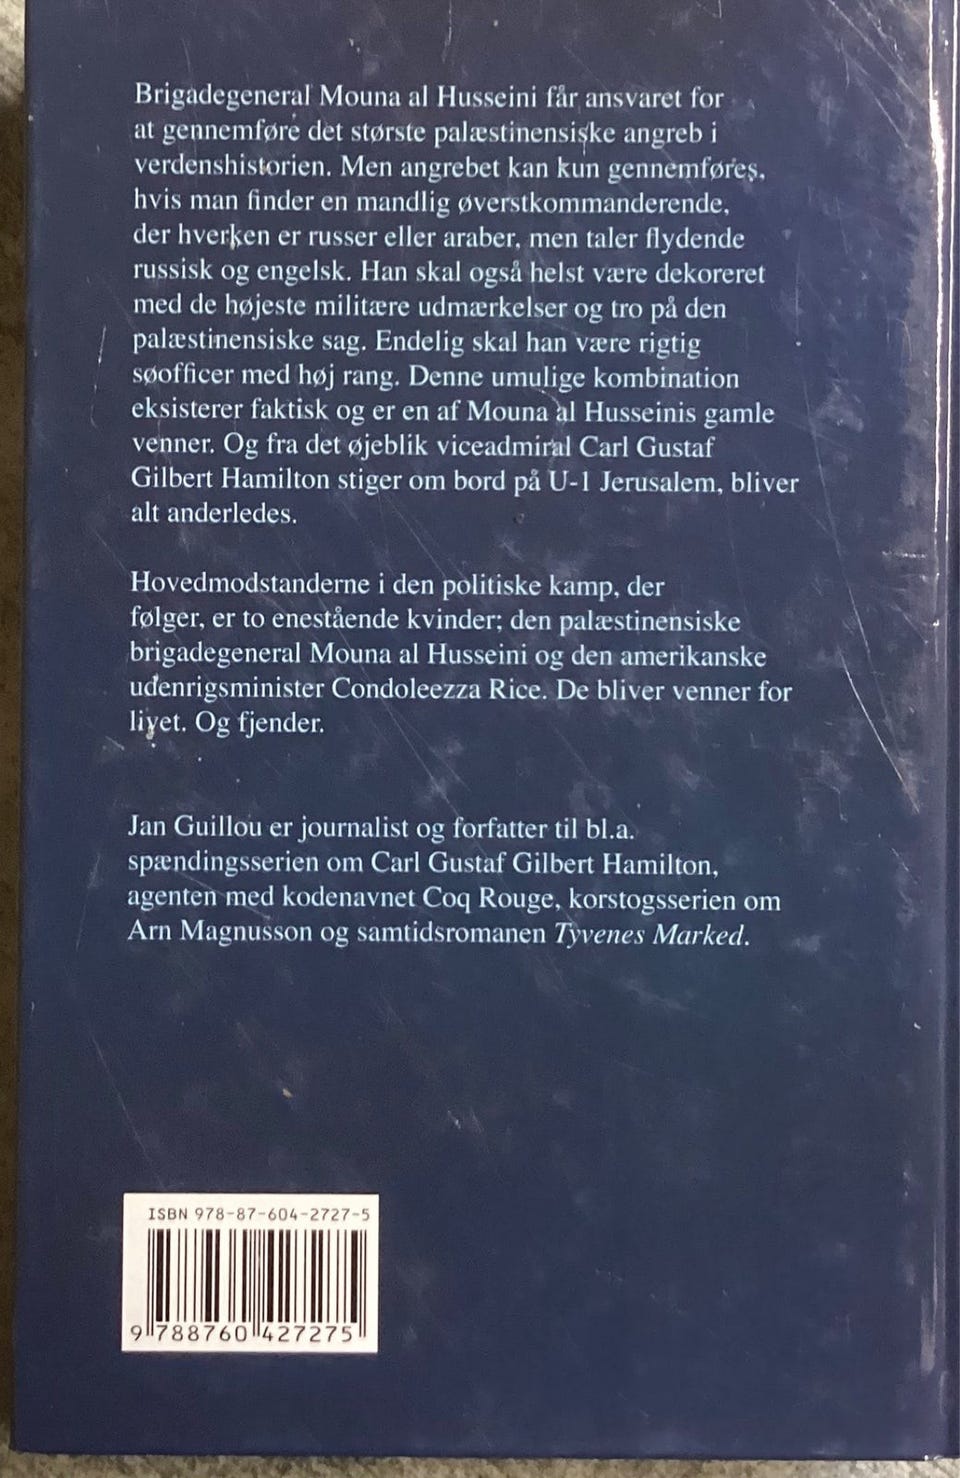 Brigadegeneral Mouna al Husseini får ansvaret for
at gennemføre det største palæstinensiske angreb i
verdenshistorien. Men angrebet kan kun gennemføres,
hvis man finder en mandlig øverstkommanderende,
der hverken er russer eller araber, men taler flydende
russisk og engelsk. Han skal også helst være dekoreret
med de højeste militære udmærkelser og tro på den
palæstinensiske sag. Endelig skal han være rigtig
søofficer med høj rang. Denne umulige kombination
eksisterer faktisk og er en af Mouna al Husseinis gamle
venner. Og fra det øjeblik viceadmiral Carl Gustaf
Gilbert Hamilton stiger om bord på U-1 Jerusalem, bliver
alt anderledes.
Hovedmodstanderne i den politiske kamp, der
følger, er to enestående kvinder; den palæstinensiske
brigadegeneral Mouna al Husseini og den amerikanske
udenrigsminister Condoleezza Rice. De bliver venner for
livet. Og fjender.
Jan Guillou er journalist og forfatter til bl.a.
spændingsserien om Carl Gustaf Gilbert Hamilton,
agenten med kodenavnet Coq Rouge, korstogsserien om
Arn Magnusson og samtidsromanen Tyvenes Marked.
ISBN 978-87-604-2727-5
9 788760 427275